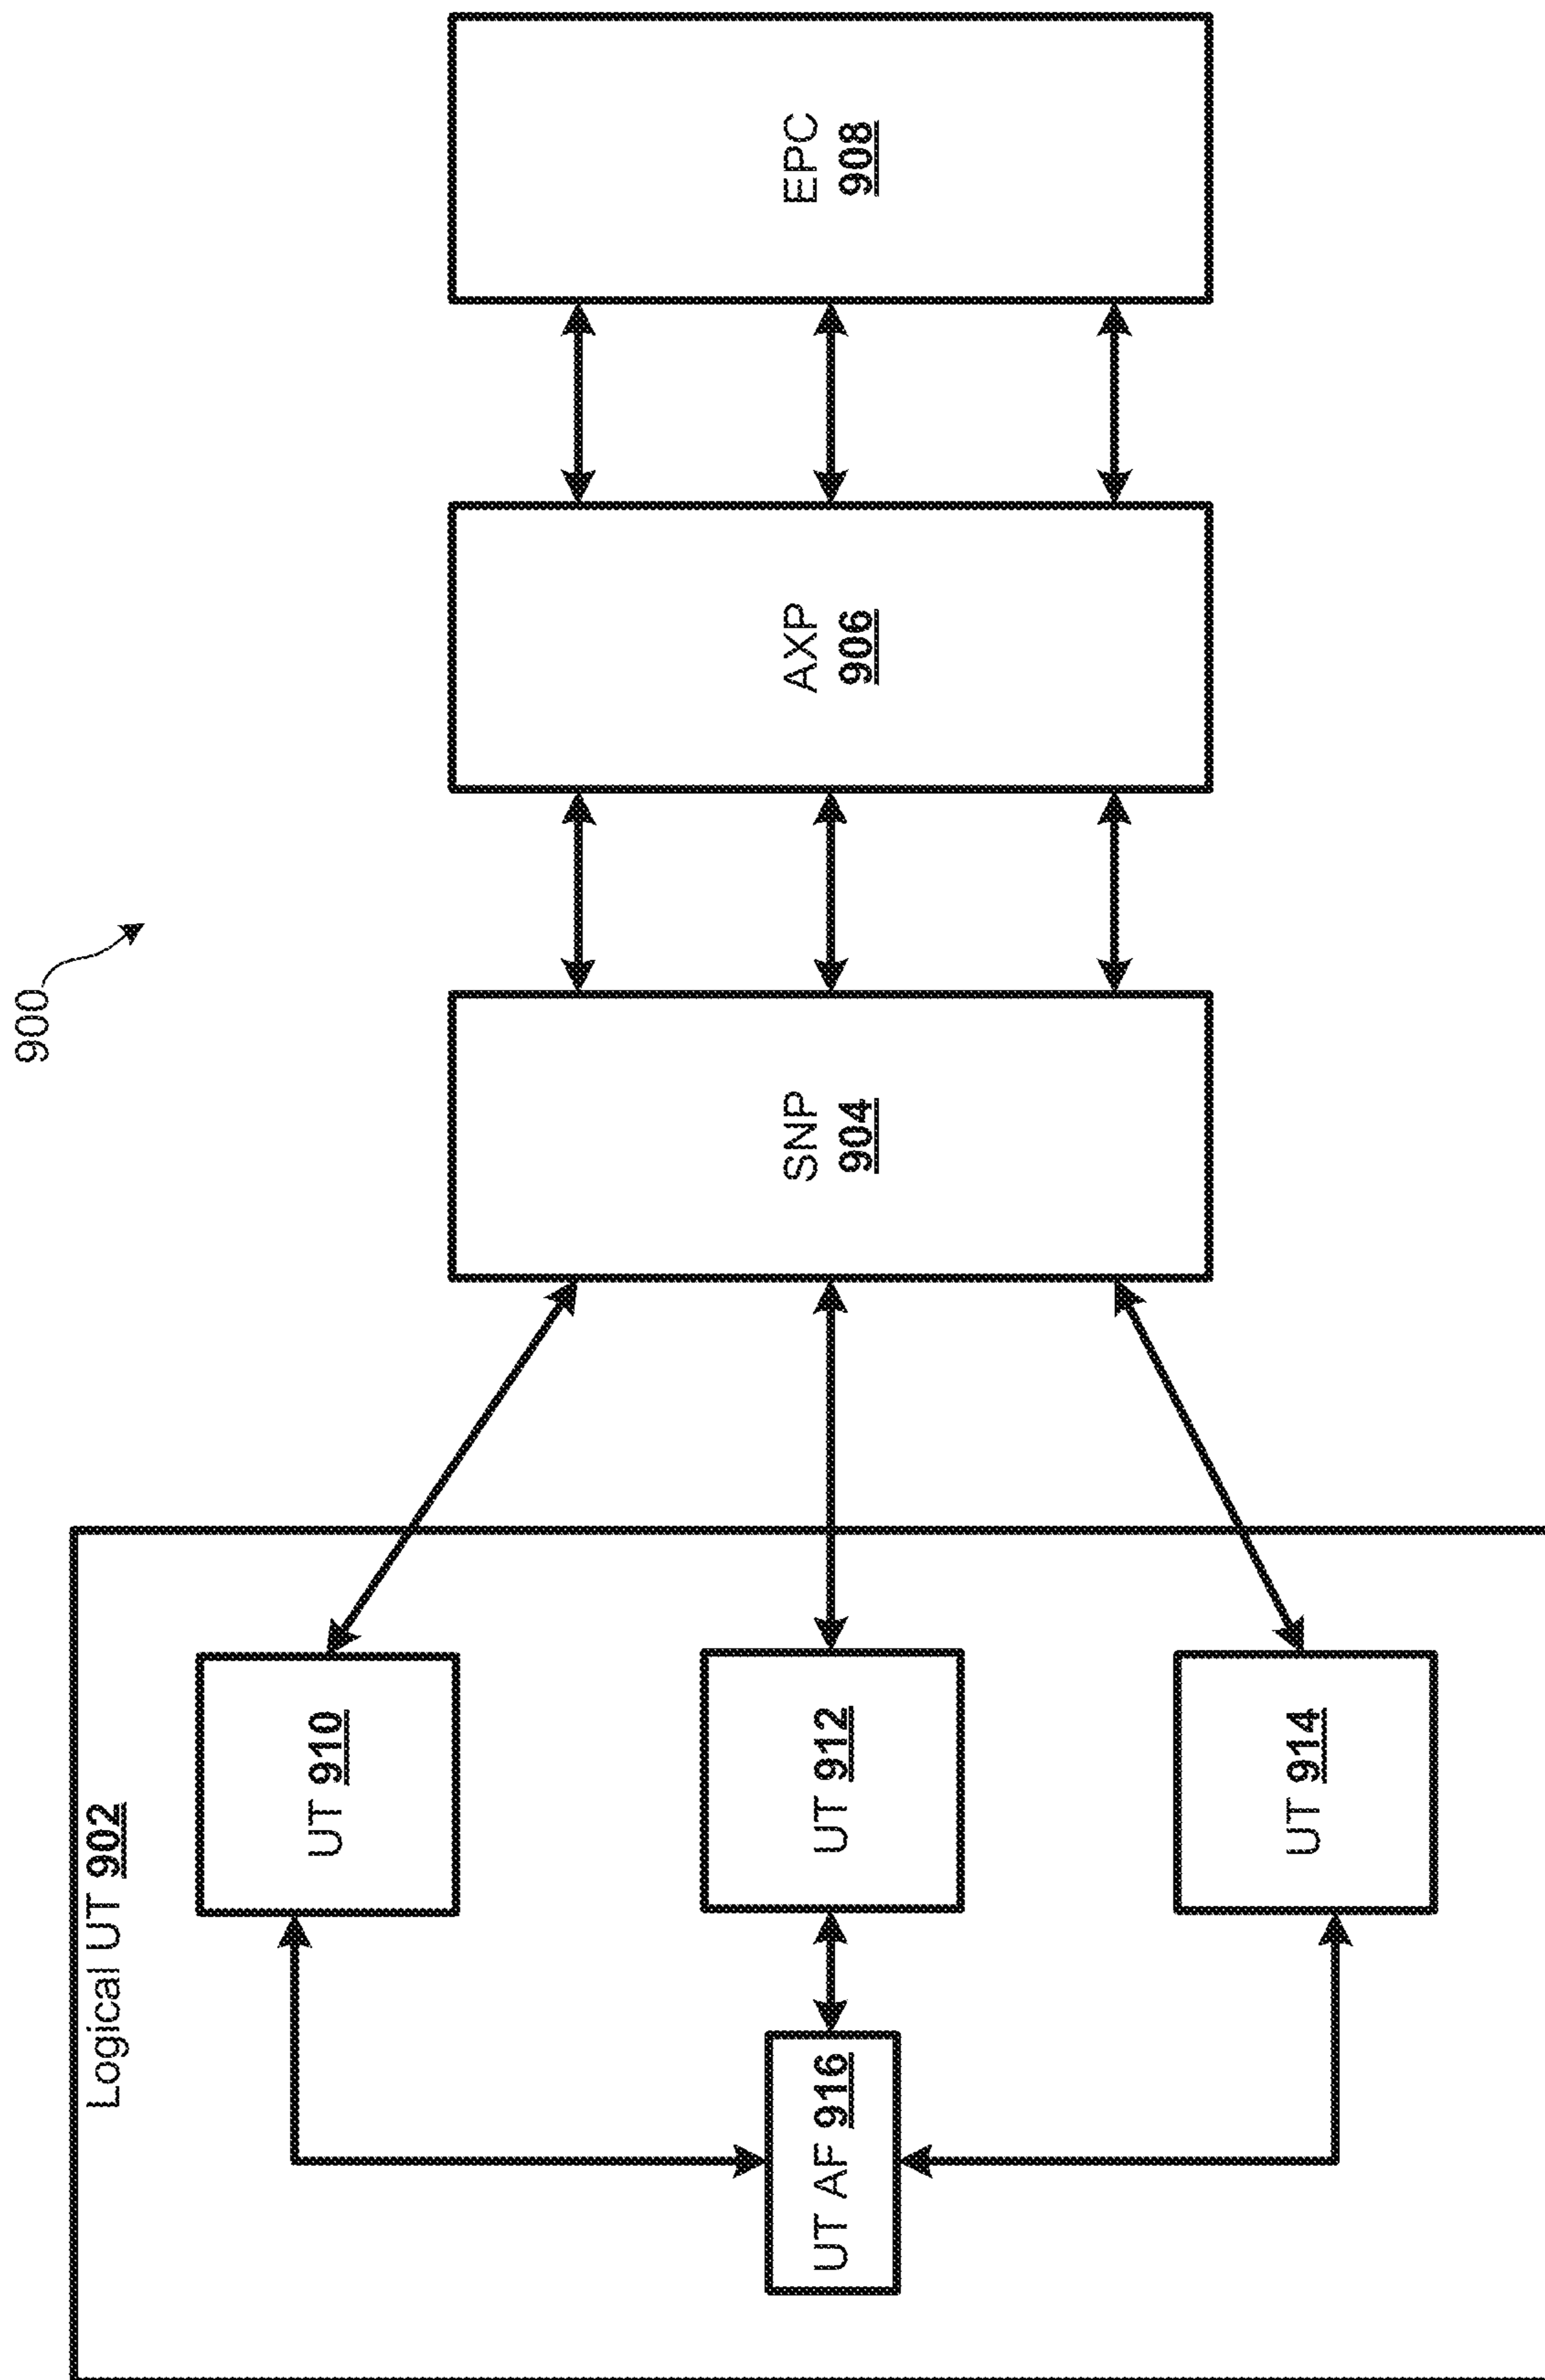 900
Logical UT 902
UT AF 916
UT 910
UT 912
UT 914
SNP
904
AXP
906
EPC
908